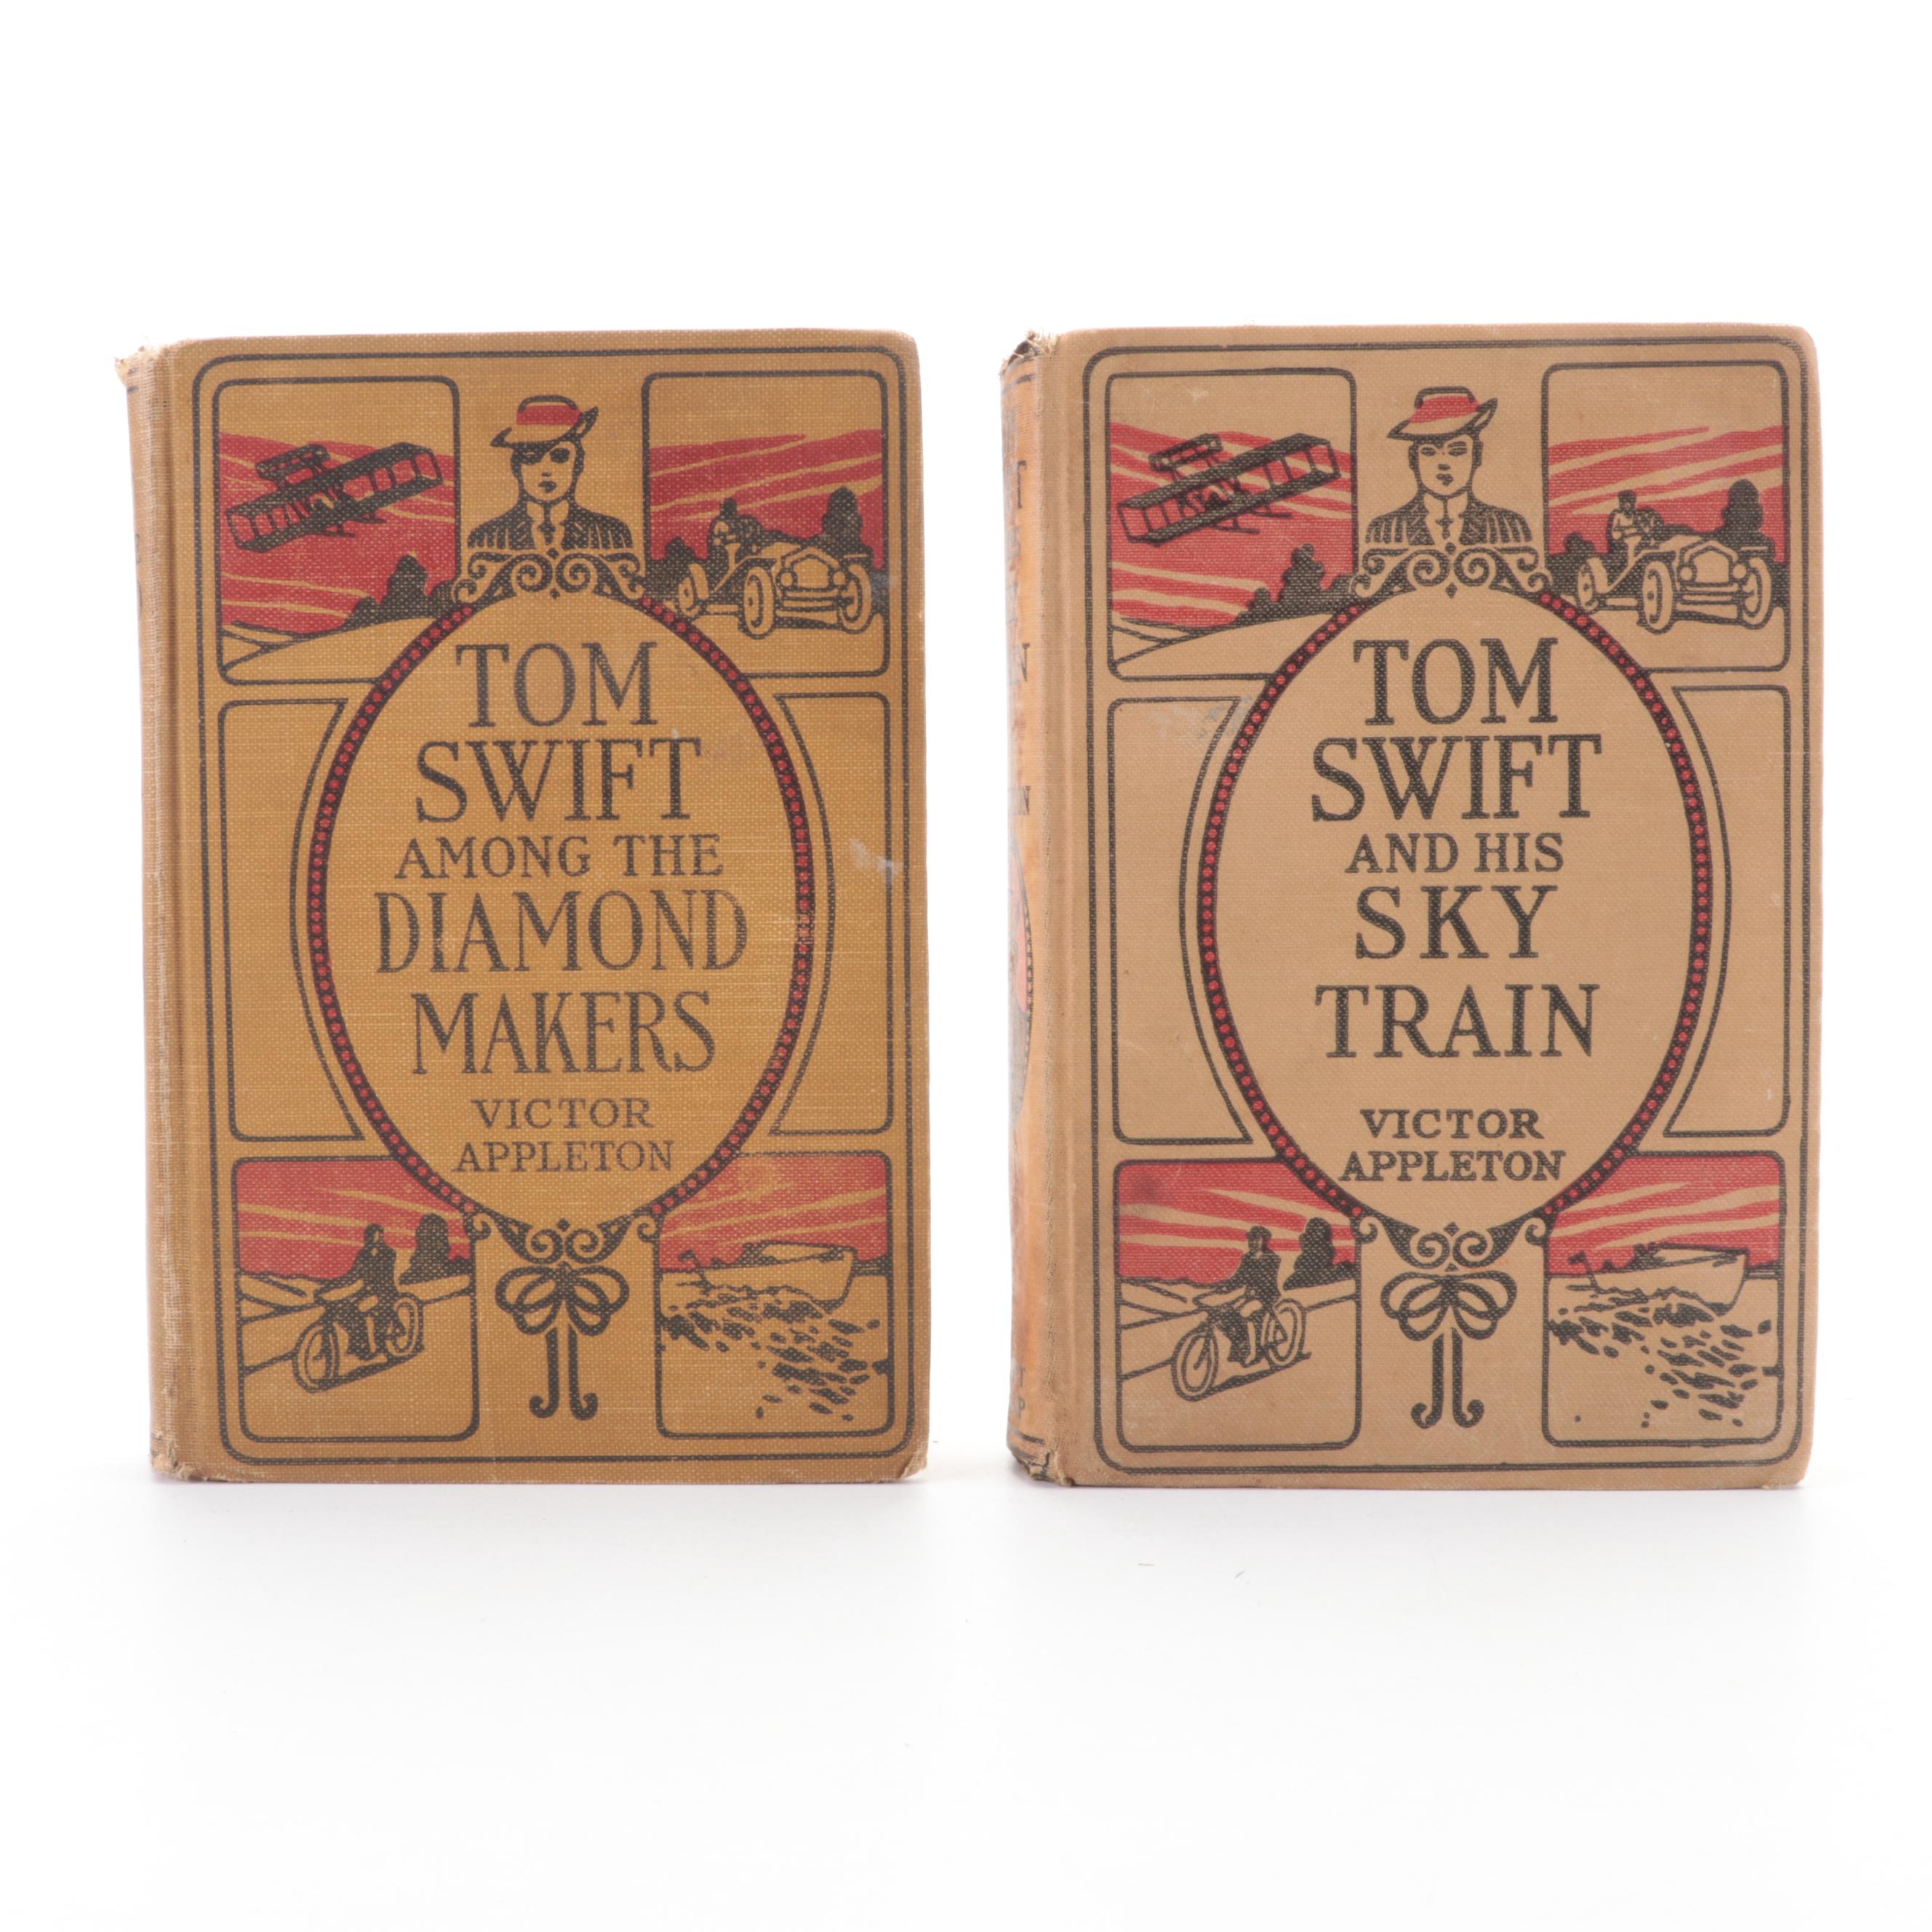 TOM
SWIFT
AMONG THE
DIAMOND
MAKERS
VICTOR
APPLETON
TOM
SWIFT
AND HIS
SKY
TRAIN
VICTOR
APPLETON